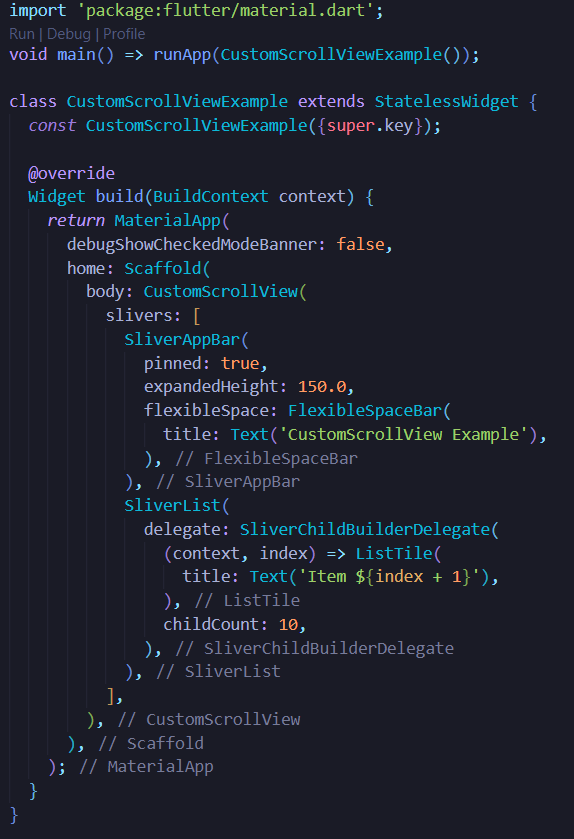 import 'package:flutter/material.dart';
Run | Debug | Profile
void main() => runApp(CustomScrollViewExample());

class CustomScrollViewExample extends StatelessWidget {
  const CustomScrollViewExample({super.key});

  @override
  Widget build(BuildContext context) {
    return MaterialApp(
      debugShowCheckedModeBanner: false,
      home: Scaffold(
        body: CustomScrollView(
          slivers: [
            SliverAppBar(
              pinned: true,
              expandedHeight: 150.0,
              flexibleSpace: FlexibleSpaceBar(
                title: Text('CustomScrollView Example'),
              ), // FlexibleSpaceBar
            ), // SliverAppBar
            SliverList(
              delegate: SliverChildBuilderDelegate(
                (context, index) => ListTile(
                  title: Text('Item ${index + 1}'),
                ), // ListTile
                childCount: 10,
              ), // SliverChildBuilderDelegate
            ), // SliverList
          ],
        ), // CustomScrollView
      ), // Scaffold
    ); // MaterialApp
  }
}